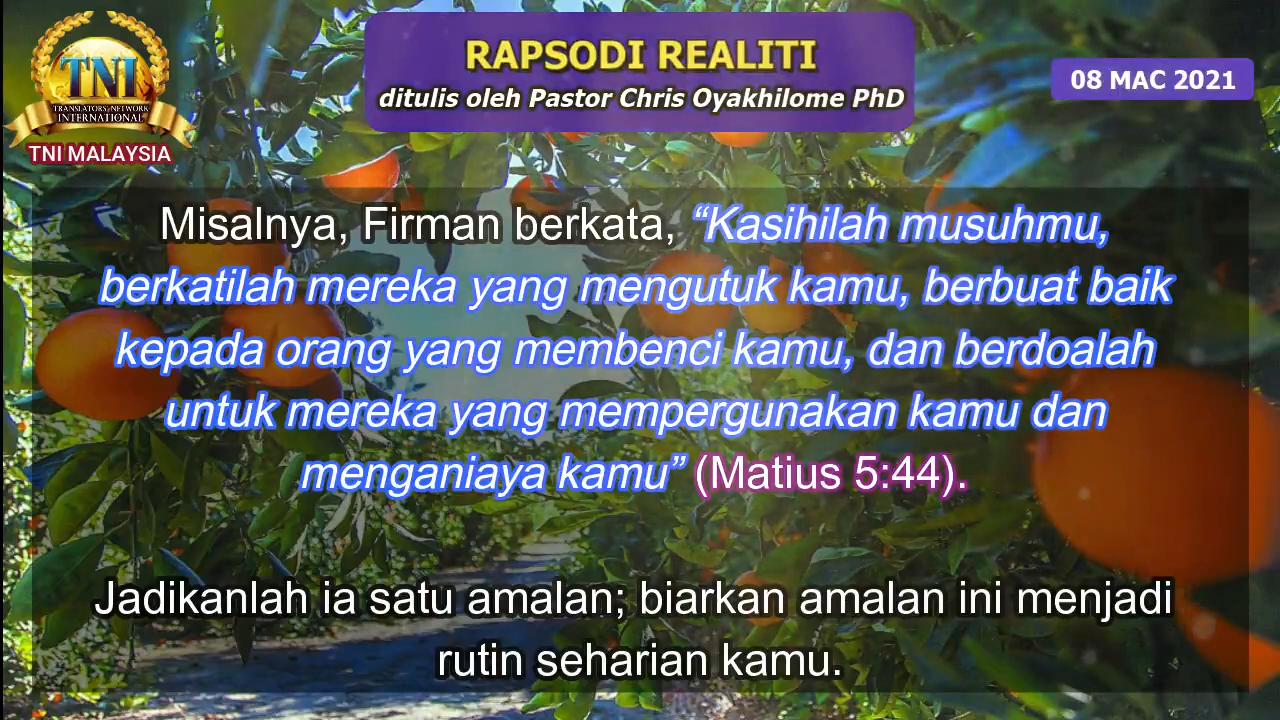 TNI
TRANSLATORS' NETWORK
INTERNATIONAL
TNI MALAYSIA
RAPSODI REALITI
ditulis oleh Pastor Chris Oyakhilome PhD
08 MAC 2021
Misalnya, Firman berkata, “Kasihilah musuhmu,
berkatilah mereka yang mengutuk kamu, berbuat baik
kepada orang yang membenci kamu, dan berdoalah
untuk mereka yang mempergunakan kamu dan
menganiaya kamu” (Matius 5:44).
Jadikanlah ia satu amalan; biarkan amalan ini menjadi
rutin seharian kamu.